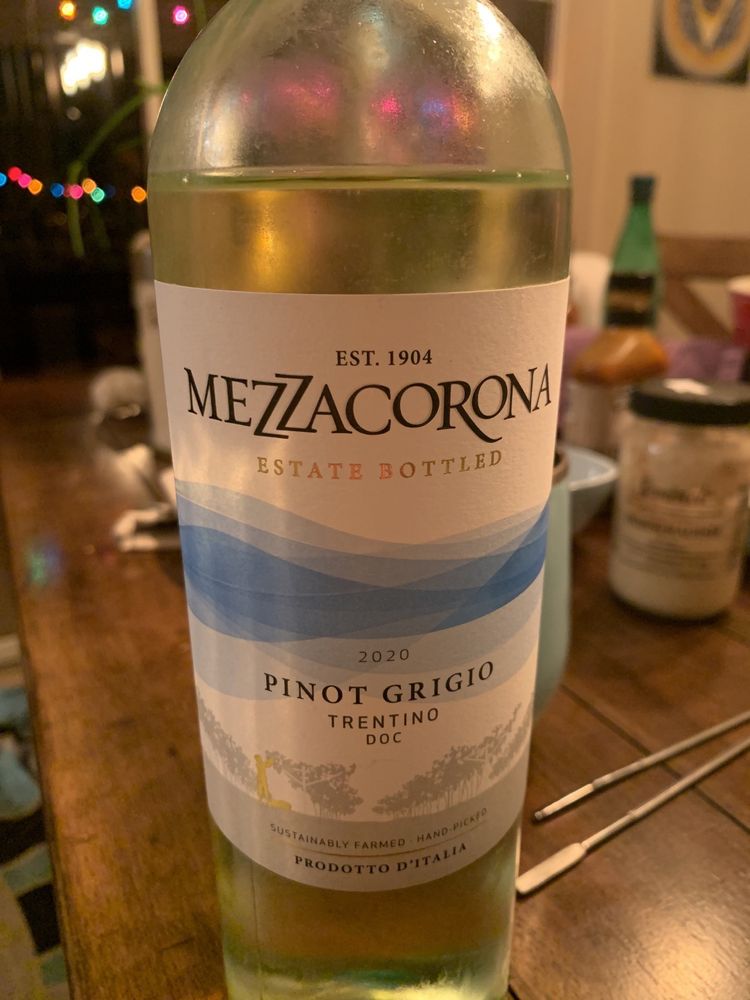 EST. 1904
MEZZACORONA
ESTATE BOTTLED
2020
PINOT GRIGIO
TRENTINO
DOC
SUSTAINABLY FARMED · HAND-PICKED
PRODOTTO D'ITALIA